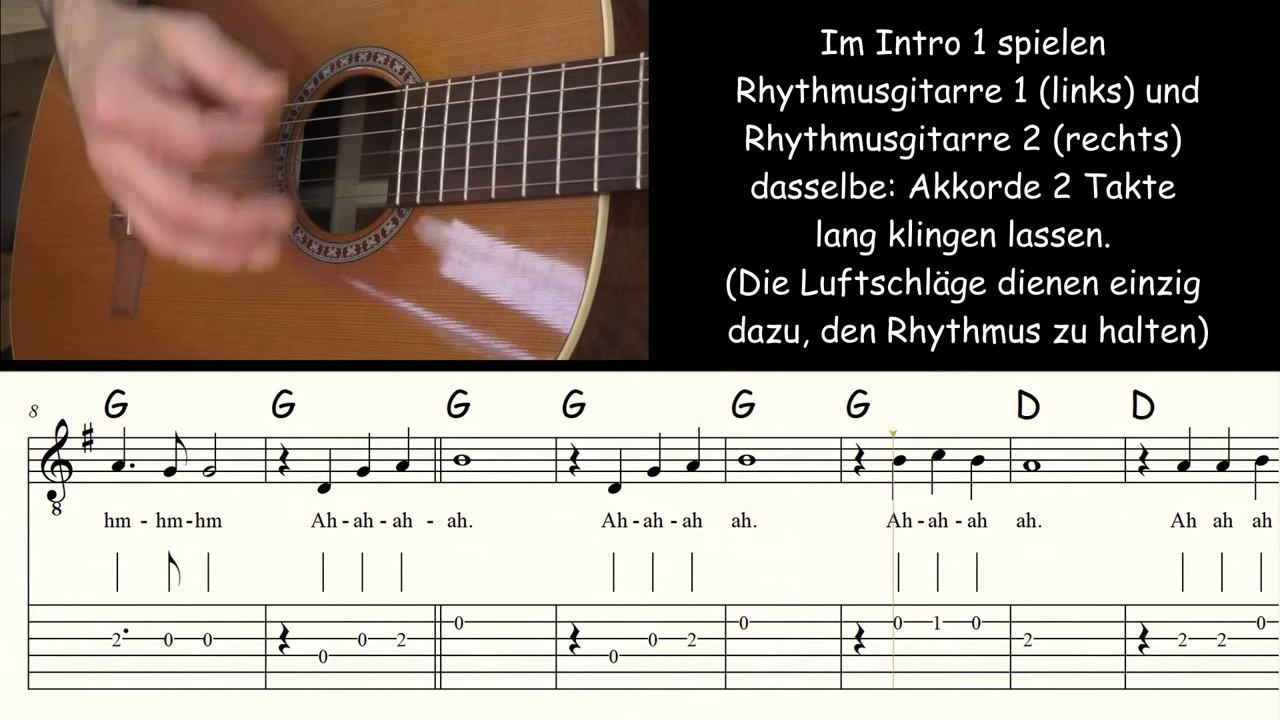 Im Intro 1 spielen
Rhythmusgitarre 1 (links) und
Rhythmusgitarre 2 (rechts)
dasselbe: Akkorde 2 Takte
lang klingen lassen.
(Die Luftschläge dienen einzig
dazu, den Rhythmus zu halten)
8 G G G G G G D D
8
hm - hm-hm Ah-ah-ah - ah. Ah-ah-ah ah. Ah-ah-ah ah. Ah ah ah
2 0 0 0 0 2 0 0 0 2 0 0 1 0 2 2 2 0